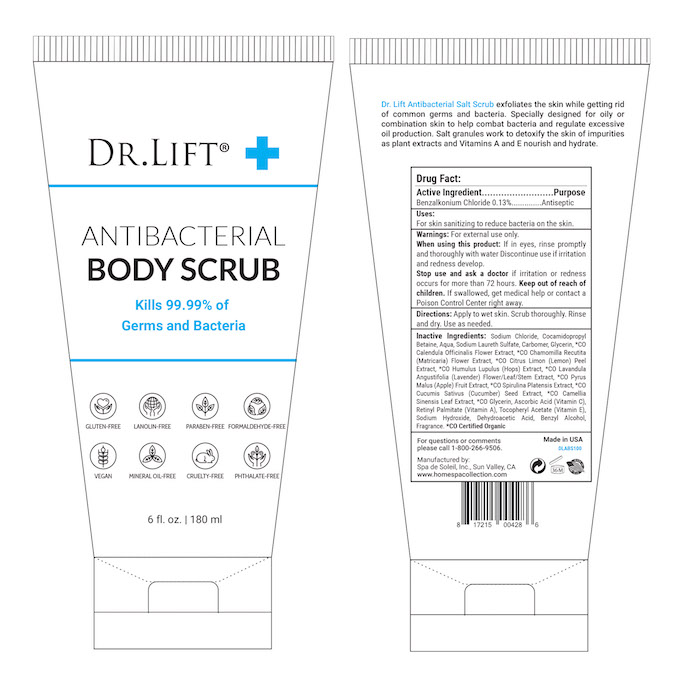 DR.LIFT®
ANTIBACTERIAL
BODY SCRUB
Kills 99.99% of
Germs and Bacteria
GLUTEN-FREE
LANOLIN-FREE
PARABEN-FREE
FORMALDEHYDE-FREE
VEGAN
MINERAL OIL-FREE
CRUELTY-FREE
PHTHALATE-FREE
6 fl. oz. | 180 ml
Dr. Lift Antibacterial Salt Scrub exfoliates the skin while getting rid
of common germs and bacteria. Specially designed for oily or
combination skin to help combat bacteria and regulate excessive
oil production. Salt granules work to detoxify the skin of impurities
as plant extracts and Vitamins A and E nourish and hydrate.
Drug Fact:
Active Ingredient...........................Purpose
Benzalkonium Chloride 0.13%..............Antiseptic
Uses:
For skin sanitizing to reduce bacteria on the skin.
Warnings: For external use only.
When using this product: If in eyes, rinse promptly
and thoroughly with water Discontinue use if irritation
and redness develop.
Stop use and ask a doctor if irritation or redness
occurs for more than 72 hours. Keep out of reach of
children. If swallowed, get medical help or contact a
Poison Control Center right away.
Directions: Apply to wet skin. Scrub thoroughly. Rinse
and dry. Use as needed.
Inactive Ingredients: Sodium Chloride, Cocamidopropyl
Betaine, Aqua, Sodium Laureth Sulfate, Carbomer, Glycerin, *CO
Calendula Officinalis Flower Extract, *CO Chamomilla Recutita
(Matricaria) Flower Extract, *CO Citrus Limon (Lemon) Peel
Extract, *CO Humulus Lupulus (Hops) Extract, *CO Lavandula
Angustifolia (Lavender) Flower/Leaf/Stem Extract, *CO Pyrus
Malus (Apple) Fruit Extract, *CO Spirulina Platensis Extract, *CO
Cucumis Sativus (Cucumber) Seed Extract, *CO Camellia
Sinensis Leaf Extract, *CO Glycerin, Ascorbic Acid (Vitamin C),
Retinyl Palmitate (Vitamin A), Tocopheryl Acetate (Vitamin E),
Sodium Hydroxide, Dehydroacetic Acid, Benzyl Alcohol,
Fragrance. *CO Certified Organic
For questions or comments
please call 1-800-266-9506.
Made in USA
DLABS100
Manufactured by:
Spa de Soleil, Inc., Sun Valley, CA
www.homespacollection.com
8 17215 00428 6